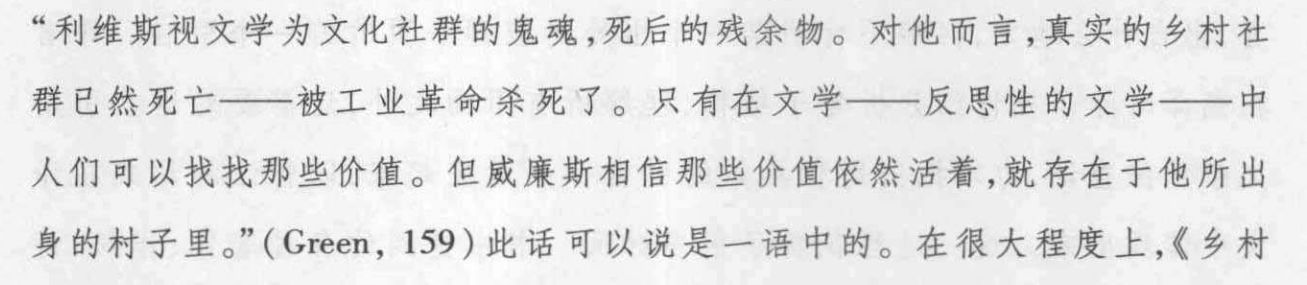 “利维斯视文学为文化社群的鬼魂,死后的残余物。对他而言,真实的乡村社
群已然死亡——被工业革命杀死了。只有在文学——反思性的文学——中
人们可以找找那些价值。但威廉斯相信那些价值依然活着,就存在于他所出
身的村子里。”(Green, 159)此话可以说是一语中的。在很大程度上,《乡村